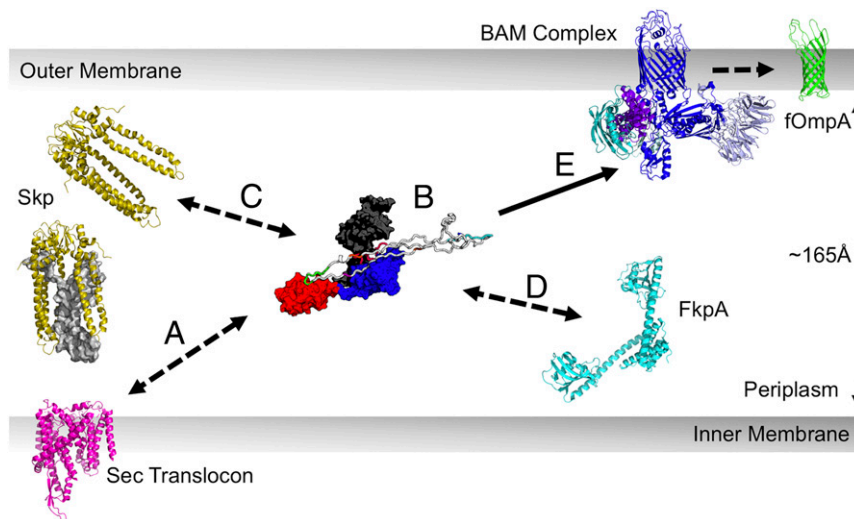 BAM Complex
Outer Membrane
fOmpA
E
Skp
C
B
~165Å
A
D
FkpA
Periplasm
Inner Membrane
Sec Translocon